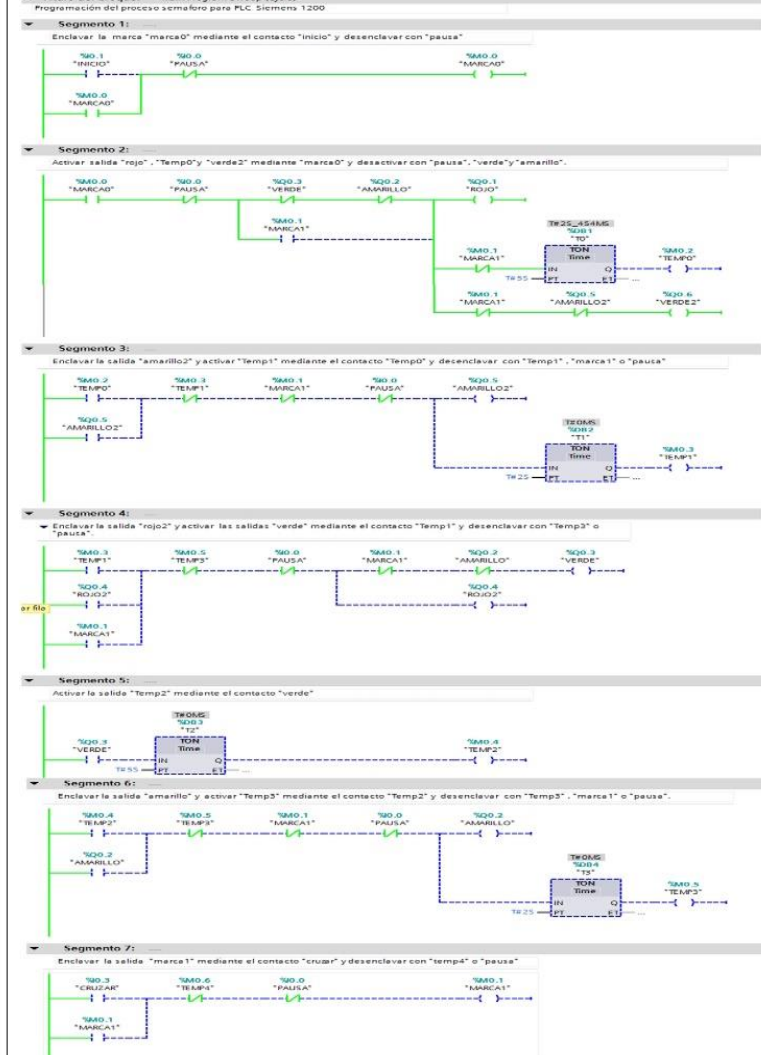 Programación del proceso semaforo para PLC Siemens 1200
Segmento 1:
Enclavar la marca "marca0" mediante el contacto "inicio" y desenclavar con "pausa"
%I0.1 %I0.0 %M0.0
"INICIO" "PAUSA" "MARCA0"
%M0.0
"MARCA0"
Segmento 2:
Activar salida "rojo" , "Temp0"y "verde2" mediante "marca0" y desactivar con "pausa", "verde"y "amarillo".
%M0.0 %I0.0 %Q0.3 %Q0.2 %Q0.1
"MARCA0" "PAUSA" "VERDE" "AMARILLO" "ROJO"
%M0.1
"MARCA1"
T#2S_454MS
%DB1
"T0"
%M0.1 TON %M0.2
"MARCA1" Time "TEMP0"
IN Q
T#5S PT ET ...
%M0.1 %Q0.5 %Q0.6
"MARCA1" "AMARILLO2" "VERDE2"
Segmento 3:
Enclavar la salida "amarillo2" y activar "Temp1" mediante el contacto "Temp0" y desenclavar con "Temp1" , "marca1" o "pausa"
%M0.2 %M0.3 %M0.1 %I0.0 %Q0.5
"TEMP0" "TEMP1" "MARCA1" "PAUSA" "AMARILLO2"
%Q0.5
"AMARILLO2"
T#0MS
%DB2
"T1"
TON %M0.3
Time "TEMP1"
IN Q
T#2S PT ET ...
Segmento 4:
Enclavar la salida "rojo2" y activar las salidas "verde" mediante el contacto "Temp1" y desenclavar con "Temp3" o
"pausa".
%M0.3 %M0.5 %I0.0 %M0.1 %Q0.2 %Q0.3
"TEMP1" "TEMP3" "PAUSA" "MARCA1" "AMARILLO" "VERDE"
%Q0.4 %Q0.4
"ROJO2" "ROJO2"
ar filo
%M0.1
"MARCA1"
Segmento 5:
Activar la salida "Temp2" mediante el contacto "verde"
T#0MS
%DB3
"T2"
%Q0.3 TON %M0.4
"VERDE" Time "TEMP2"
IN Q
T#5S PT ET ...
Segmento 6:
Enclavar la salida "amarillo" y activar "Temp3" mediante el contacto "Temp2" y desenclavar con "Temp3" , "marca1" o "pausa".
%M0.4 %M0.5 %M0.1 %I0.0 %Q0.2
"TEMP2" "TEMP3" "MARCA1" "PAUSA" "AMARILLO"
%Q0.2
"AMARILLO"
T#0MS
%DB4
"T3"
TON %M0.5
Time "TEMP3"
IN Q
T#2S PT ET ...
Segmento 7:
Enclavar la salida "marca1" mediante el contacto "cruzar" y desenclavar con "temp4" o "pausa"
%I0.3 %M0.6 %I0.0 %M0.1
"CRUZAR" "TEMP4" "PAUSA" "MARCA1"
%M0.1
"MARCA1"